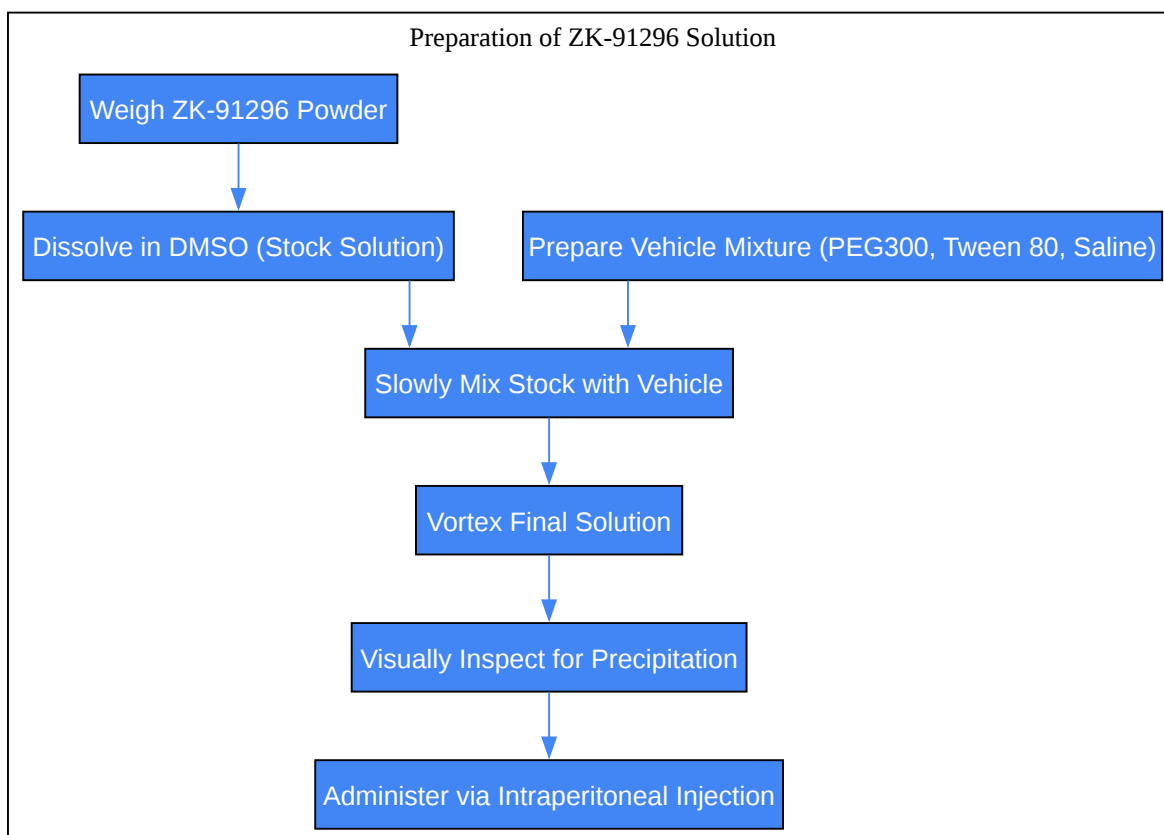 Preparation of ZK-91296 Solution
Weigh ZK-91296 Powder
Dissolve in DMSO (Stock Solution)
Prepare Vehicle Mixture (PEG300, Tween 80, Saline)
Slowly Mix Stock with Vehicle
Vortex Final Solution
Visually Inspect for Precipitation
Administer via Intraperitoneal Injection